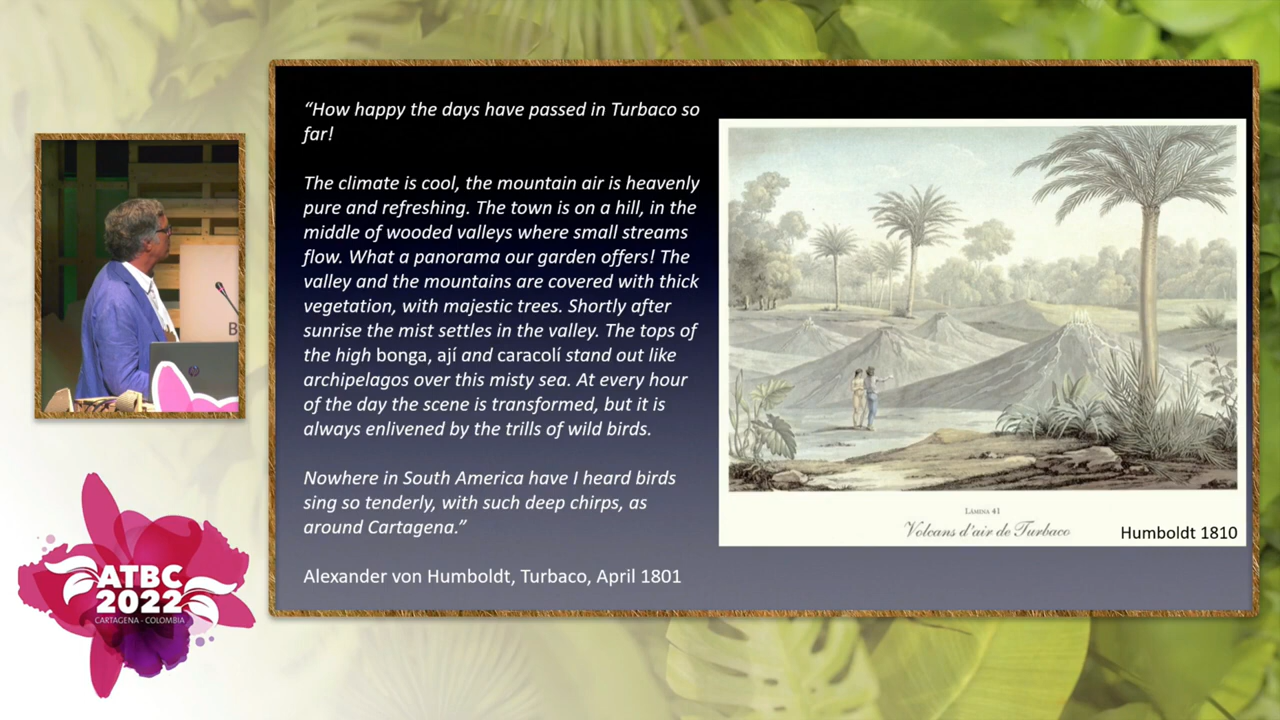 “How happy the days have passed in Turbaco so
far!
The climate is cool, the mountain air is heavenly
pure and refreshing. The town is on a hill, in the
middle of wooded valleys where small streams
flow. What a panorama our garden offers! The
valley and the mountains are covered with thick
vegetation, with majestic trees. Shortly after
sunrise the mist settles in the valley. The tops of
the high bonga, ají and caracolí stand out like
archipelagos over this misty sea. At every hour
of the day the scene is transformed, but it is
always enlivened by the trills of wild birds.
Nowhere in South America have I heard birds
sing so tenderly, with such deep chirps, as
around Cartagena.”
Alexander von Humboldt, Turbaco, April 1801
LÁMINA 41
Volcans d'air de Turbaco
Humboldt 1810
B
ATBC
2022
CARTAGENA - COLOMBIA